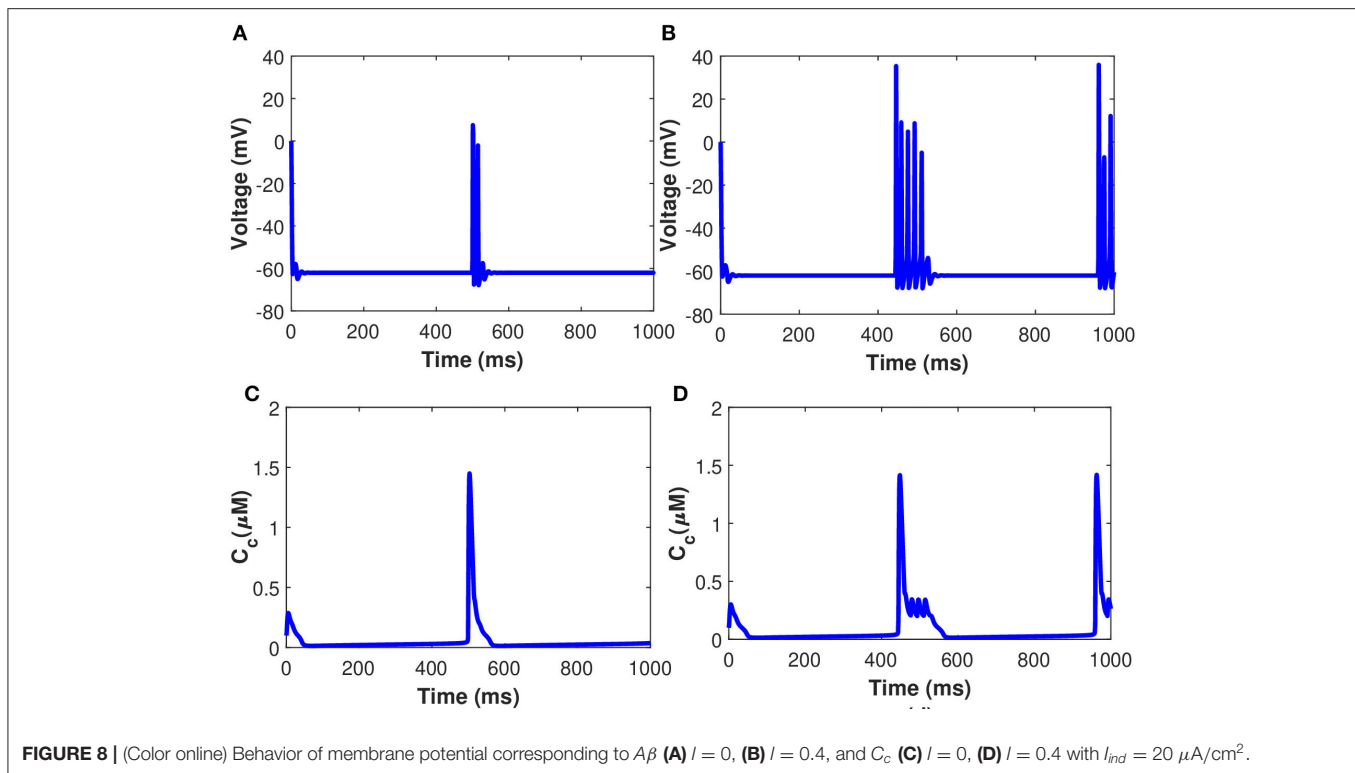 A
B
40
20
0
-20
-40
-60
-80
Voltage (mV)
0 200 400 600 800 1000
Time (ms)
40
20
0
-20
-40
-60
-80
Voltage (mV)
0 200 400 600 800 1000
Time (ms)
C
D
2
1.5
1
0.5
0
C_c(μM)
0 200 400 600 800 1000
Time (ms)
2
1.5
1
0.5
0
C_c(μM)
0 200 400 600 800 1000
Time (ms)
FIGURE 8 | (Color online) Behavior of membrane potential corresponding to Aβ (A) I = 0, (B) I = 0.4, and C_c (C) I = 0, (D) I = 0.4 with I_ind = 20 μA/cm².